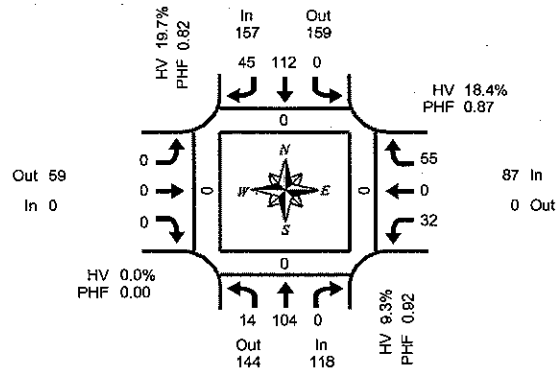 In Out
157 159
HV 19.7%
PHF 0.82
45 112 0
HV 18.4%
PHF 0.87
0
0
0
0
Out 59
In 0
0
N
W E
S
0
55
0
32
87 In
0 Out
0
HV 0.0%
PHF 0.00
14 104 0
Out In
144 118
HV 9.3%
PHF 0.92